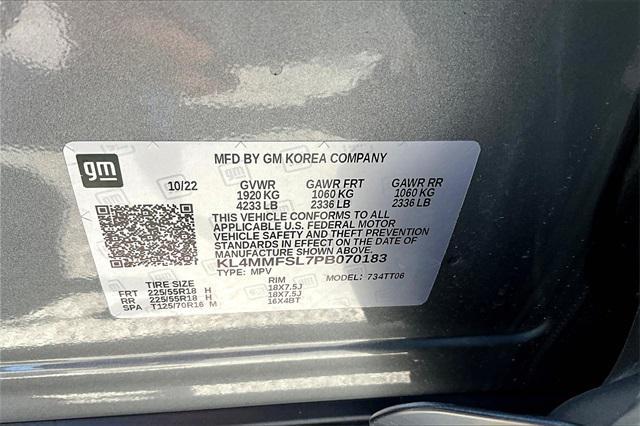 gm
MFD BY GM KOREA COMPANY
10/22 GVWR GAWR FRT GAWR RR
1920 KG 1060 KG 1060 KG
4233 LB 2336 LB 2336 LB
THIS VEHICLE CONFORMS TO ALL
APPLICABLE U.S. FEDERAL MOTOR
VEHICLE SAFETY AND THEFT PREVENTION
STANDARDS IN EFFECT ON THE DATE OF
MANUFACTURE SHOWN ABOVE.
KL4MMFSL7PB070183
TYPE: MPV MODEL: 734TT06
TIRE SIZE RIM
FRT 225/55R18 H 18X7.5J
RR 225/55R18 H 18X7.5J
SPA T125/70R16 M 16X4BT